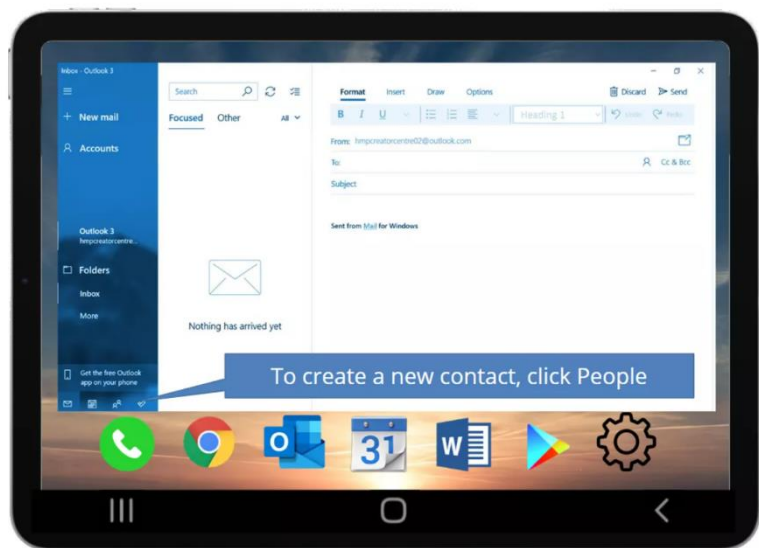 Inbox - Outlook 3
+ New mail
Accounts
Outlook 3
hmpcreatorcentre...
Folders
Inbox
More
Get the free Outlook
app on your phone
Search
Focused Other All
Nothing has arrived yet
Format Insert Draw Options Discard Send
B I U Heading 1 Undo Redo
From: hmpcreatorcentre02@outlook.com
To: Cc & Bcc
Subject
Sent from Mail for Windows
To create a new contact, click People
O 31 W